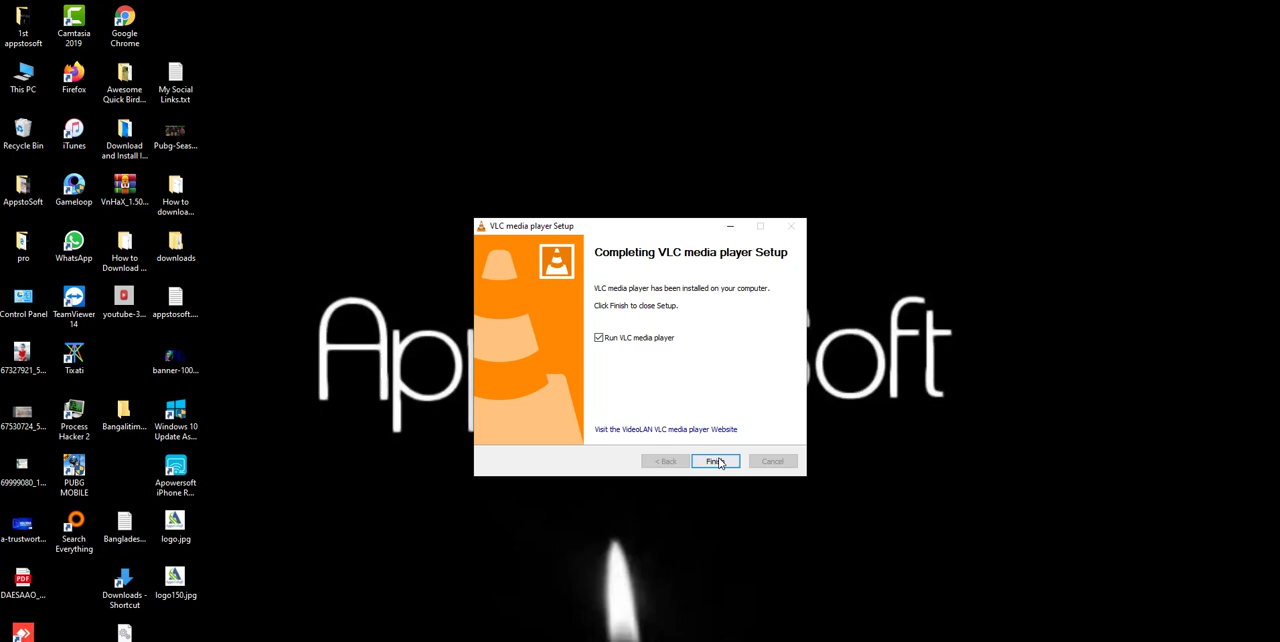 1st
appstosoft
Camtasia
2019
Google
Chrome
This PC
Firefox
Awesome
Quick Bird...
My Social
Links.txt
Recycle Bin
iTunes
Download
and Install I...
Pubg-Seas...
AppstoSoft
Gameloop
VnHaX_1.50...
How to
downloa...
pro
WhatsApp
How to
Download ...
downloads
Control Panel
TeamViewer
14
youtube-3...
appstosoft....
67327921_5...
Tixati
banner-100...
67530724_5...
Process
Hacker 2
Bangalitim...
Windows 10
Update As...
69999080_1...
PUBG
MOBILE
Apowersoft
iPhone R...
a-trustwort...
Search
Everything
Banglades...
logo.jpg
DAESAAO_...
PDF
Downloads -
Shortcut
logo150.jpg
VLC media player Setup
Completing VLC media player Setup
VLC media player has been installed on your computer.
Click Finish to close Setup.
Run VLC media player
Visit the VideoLAN VLC media player Website
< Back
Cancel